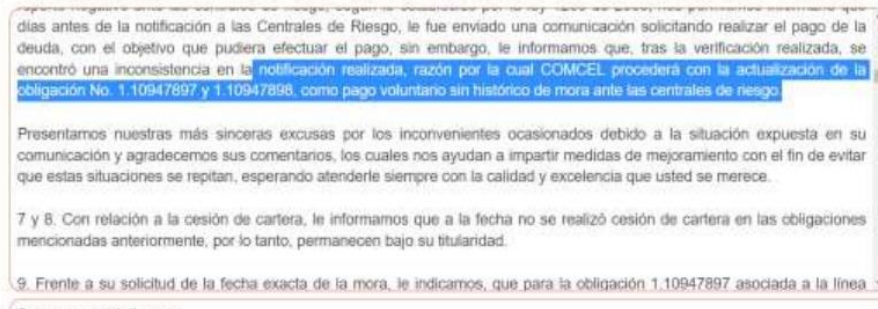 días antes de la notificación a las Centrales de Riesgo, le fue enviado una comunicación solicitando realizar el pago de la
deuda, con el objetivo que pudiera efectuar el pago, sin embargo, le informamos que, tras la verificación realizada, se
encontró una inconsistencia en la notificación realizada, razón por la cual COMCEL procederá con la actualización de la
obligación No. 1.10947897 y 1.10947898, como pago voluntario sin histórico de mora ante las centrales de riesgo.
Presentamos nuestras más sinceras excusas por los inconvenientes ocasionados debido a la situación expuesta en su
comunicación y agradecemos sus comentarios, los cuales nos ayudan a impartir medidas de mejoramiento con el fin de evitar
que estas situaciones se repitan, esperando atenderle siempre con la calidad y excelencia que usted se merece.
7 y 8. Con relación a la cesión de cartera, le informamos que a la fecha no se realizó cesión de cartera en las obligaciones
mencionadas anteriormente, por lo tanto, permanecen bajo su titularidad.
9. Frente a su solicitud de la fecha exacta de la mora, le indicamos, que para la obligación 1.10947897 asociada a la línea